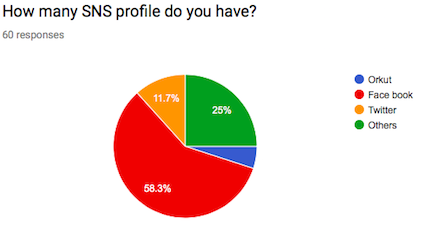 How many SNS profile do you have?
60 responses
11.7%
25%
58.3%
Orkut
Face book
Twitter
Others